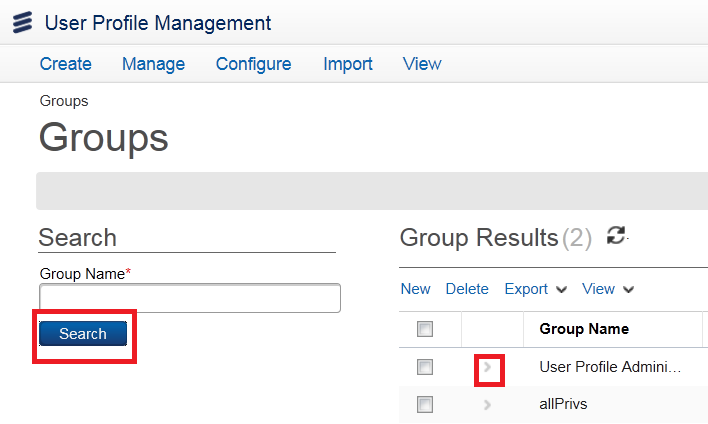 User Profile Management
Create Manage Configure Import View
Groups
Groups
Search
Group Name*
Search
Group Results (2)
New Delete Export View
Group Name
User Profile Admini...
allPrivs